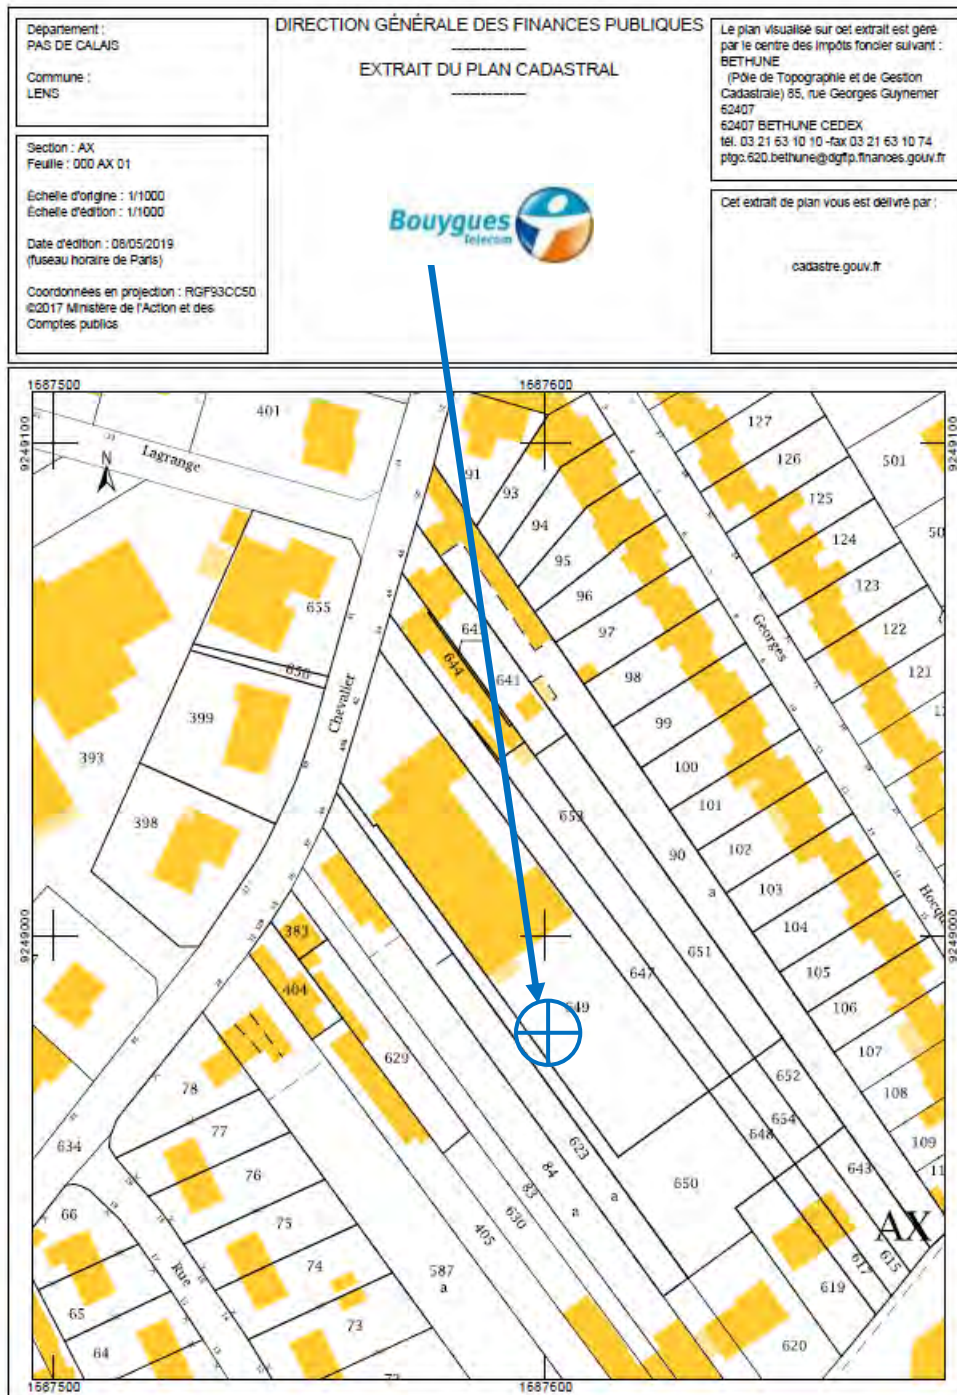 Département :
PAS DE CALAIS
Commune :
LENS
Section : AX
Feuille : 000 AX 01
Échelle d'origine : 1/1000
Échelle d'édition : 1/1000
Date d'édition : 08/05/2019
(fuseau horaire de Paris)
Coordonnées en projection : RGF93CC50
©2017 Ministère de l'Action et des
Comptes publics
DIRECTION GÉNÉRALE DES FINANCES PUBLIQUES
EXTRAIT DU PLAN CADASTRAL
Bouygues
Telecom
Le plan visualisé sur cet extrait est géré
par le centre des impôts foncier suivant :
BETHUNE
(Pôle de Topographie et de Gestion
Cadastrale) 85, rue Georges Guynemer
62407
62407 BETHUNE CEDEX
tél. 03 21 63 10 10 -fax 03 21 63 10 74
ptgc.620.bethune@dgfip.finances.gouv.fr
Cet extrait de plan vous est délivré par :
cadastre.gouv.fr
1687500
1687600
9249100
9249100
401
Lagrange
N
91
93
94
95
96
97
98
99
100
101
102
103
104
105
106
107
108
109
127
126
125
124
123
122
121
501
Georges
655
656
399
393
398
Chevalier
644
641
653
90
a
651
647
649
9249000
9249000
383
404
629
78
77
76
75
74
73
634
66
65
64
Rue
587
a
405
630
83
84
a
623
a
650
648
654
652
643
AX
615
617
619
620
1687500
1687600